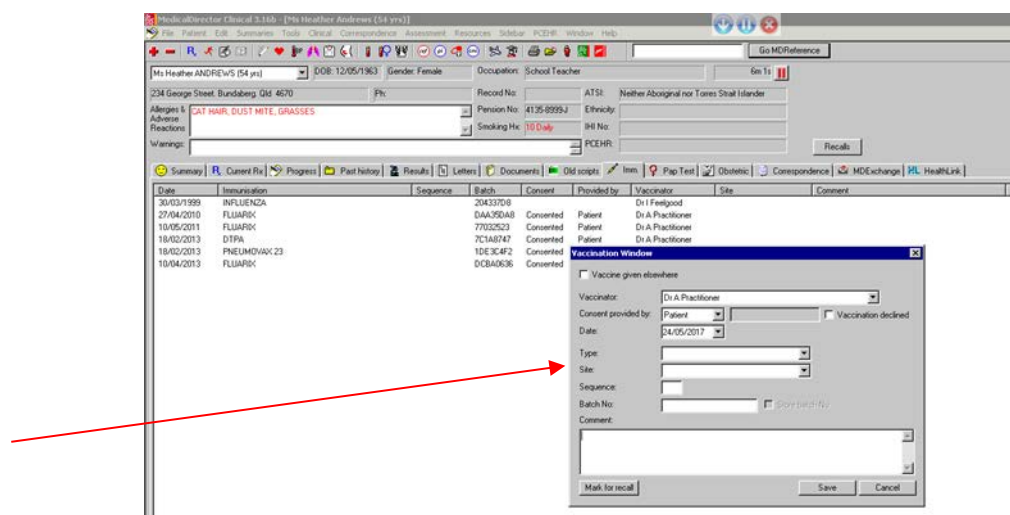 MedicalDirector Clinical 3.16b - [Ms Heather Andrews (54 yrs)]
File Patient Edit Summaries Tools Clinical Correspondence Assessment Resources Sidebar PCEHR Window Help
Go MDReference
Ms Heather ANDREWS (54 yrs) DOB: 12/05/1963 Gender: Female Occupation: School Teacher 6m 1s
234 George Street. Bundaberg. Qld 4670 Ph: Record No: ATSI: Neither Aboriginal nor Torres Strait Islander
Allergies & Adverse Reactions: CAT HAIR, DUST MITE, GRASSES Pension No: 4135-8999-J Ethnicity:
Smoking Hx: 10 Daily IHI No:
Warnings: PCEHR: Recalls
Summary Current Rx Progress Past history Results Letters Documents Old scripts Imm. Pap Test Obstetric Correspondence MDExchange HealthLink
Date Immunisation Sequence Batch Consent Provided by Vaccinator Site Comment
30/03/1999 INFLUENZA 204337D8 Dr I Feelgood
27/04/2010 FLUARIX DAA35DA8 Consented Patient Dr A Practitioner
10/05/2011 FLUARIX 77032523 Consented Patient Dr A Practitioner
18/02/2013 DTPA 7C1A8747 Consented Patient Dr A Practitioner
18/02/2013 PNEUMOVAX 23 1DE3C4F2 Consented
10/04/2013 FLUARIX DCBA0636 Consented
Vaccination Window
Vaccine given elsewhere
Vaccinator: Dr A Practitioner
Consent provided by: Patient Vaccination declined
Date: 24/05/2017
Type:
Site:
Sequence:
Batch No: Store Batch No
Comment:
Mark for recall Save Cancel